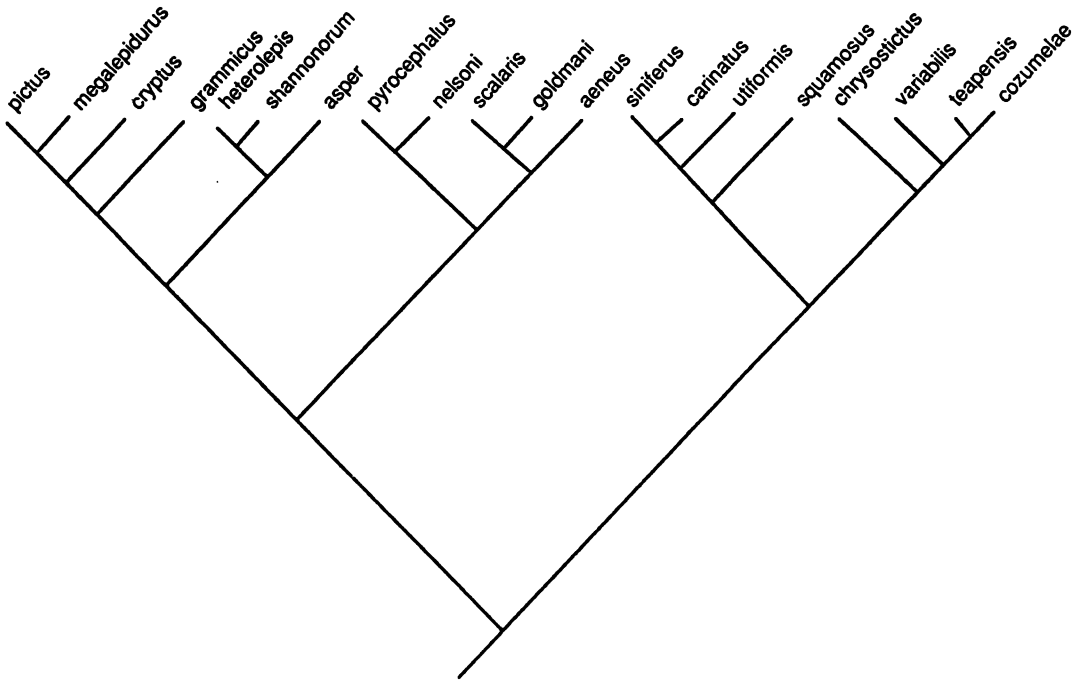 pictus
megalepidurus
cryptus
grammicus
heterolepis
shannonorum
asper
pyrocephalus
nelsoni
scalaris
goldmani
aeneus
siniferus
carinatus
utiformis
squamosus
chrysostictus
variabilis
teapensis
cozumelae